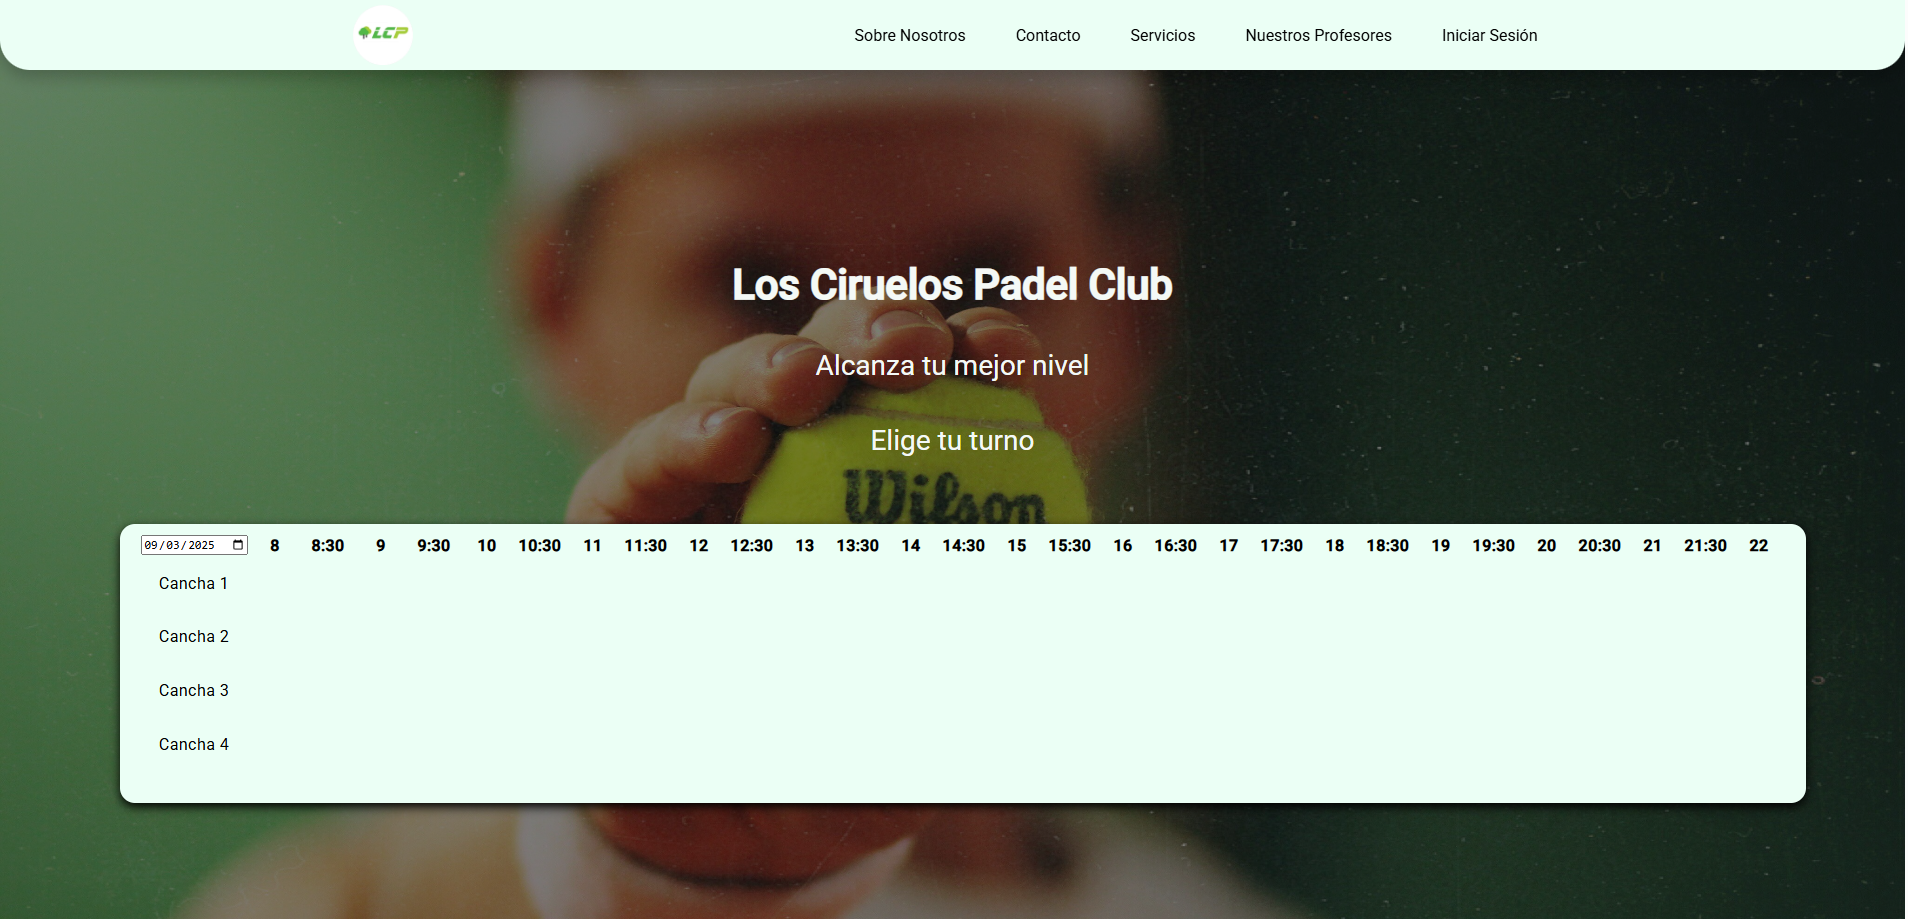 LCP Sobre Nosotros Contacto Servicios Nuestros Profesores Iniciar Sesión
Los Ciruelos Padel Club
Alcanza tu mejor nivel
Elige tu turno
Wilson
09/03/2025 8 8:30 9 9:30 10 10:30 11 11:30 12 12:30 13 13:30 14 14:30 15 15:30 16 16:30 17 17:30 18 18:30 19 19:30 20 20:30 21 21:30 22
Cancha 1
Cancha 2
Cancha 3
Cancha 4